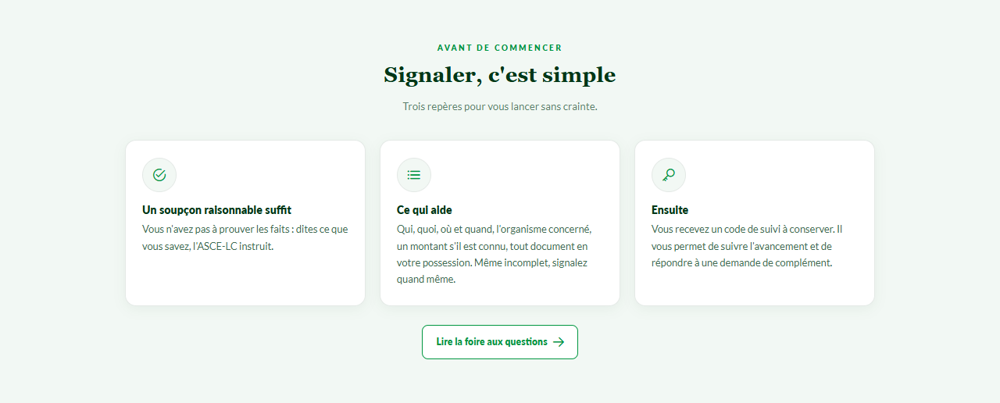 AVANT DE COMMENCER
Signaler, c'est simple
Trois repères pour vous lancer sans crainte.
Un soupçon raisonnable suffit
Vous n'avez pas à prouver les faits : dites ce que
vous savez, l'ASCE-LC instruit.
Ce qui aide
Qui, quoi, où et quand, l'organisme concerné,
un montant s'il est connu, tout document en
votre possession. Même incomplet, signalez
quand même.
Ensuite
Vous recevez un code de suivi à conserver. Il
vous permet de suivre l'avancement et de
répondre à une demande de complément.
Lire la foire aux questions